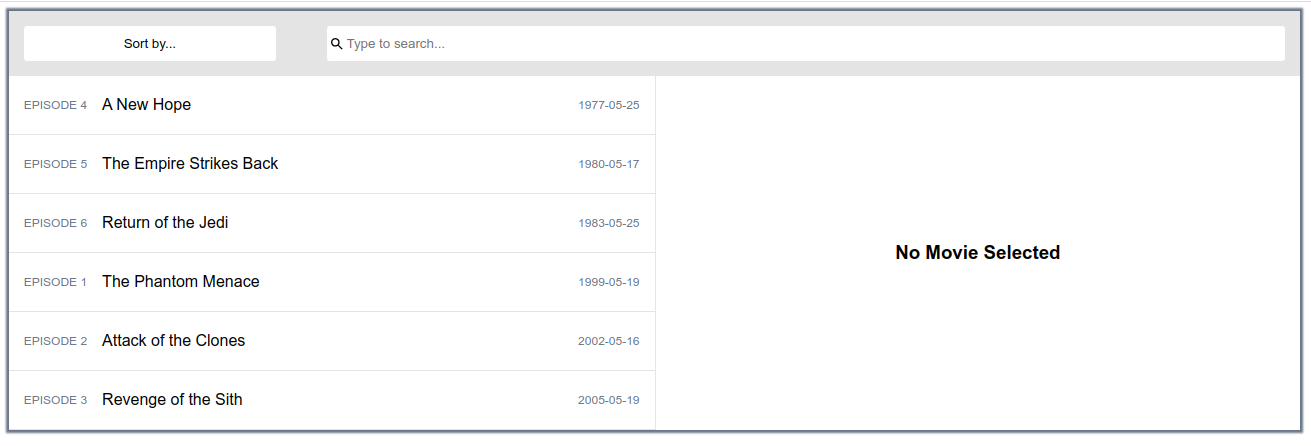 Sort by...
Type to search...
EPISODE 4 A New Hope 1977-05-25
EPISODE 5 The Empire Strikes Back 1980-05-17
EPISODE 6 Return of the Jedi 1983-05-25
EPISODE 1 The Phantom Menace 1999-05-19
EPISODE 2 Attack of the Clones 2002-05-16
EPISODE 3 Revenge of the Sith 2005-05-19
No Movie Selected